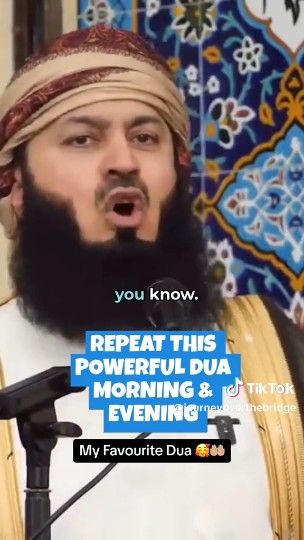 you know.
REPEAT THIS
POWERFUL DUA
MORNING &
EVENING
TikTok
My Favourite Dua 🥰🤲🏼